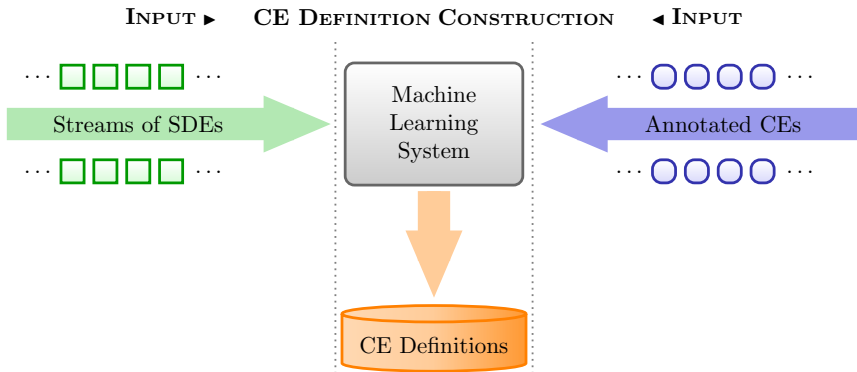 INPUT ► CE DEFINITION CONSTRUCTION ◄ INPUT
··· ··· ··· ···
Streams of SDEs
Machine
Learning
System
Annotated CEs
··· ··· ··· ···
CE Definitions